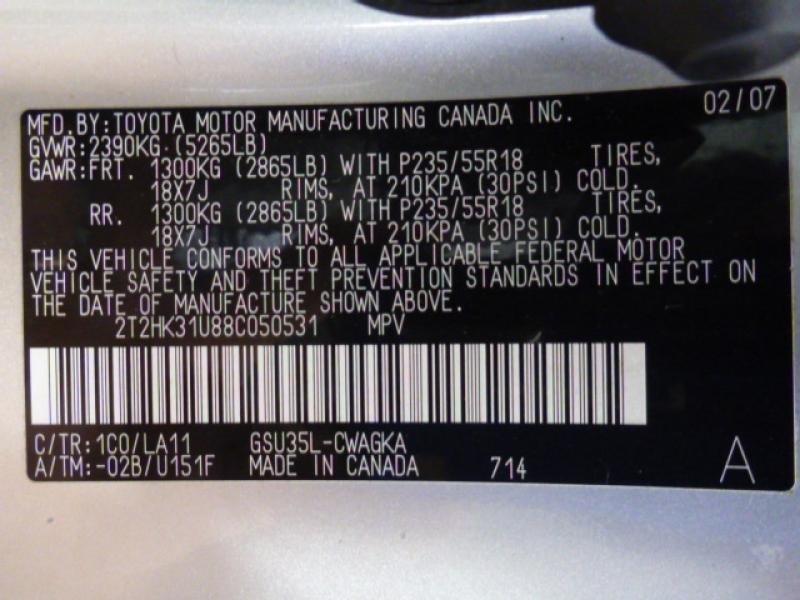 MFD.BY:TOYOTA MOTOR MANUFACTURING CANADA INC. 02/07
GVWR:2390KG (5265LB)
GAWR:FRT. 1300KG (2865LB) WITH P235/55R18 TIRES,
18X7J RIMS, AT 210KPA (30PSI) COLD.
RR. 1300KG (2865LB) WITH P235/55R18 TIRES,
18X7J RIMS, AT 210KPA (30PSI) COLD.
THIS VEHICLE CONFORMS TO ALL APPLICABLE FEDERAL MOTOR
VEHICLE SAFETY AND THEFT PREVENTION STANDARDS IN EFFECT ON
THE DATE OF MANUFACTURE SHOWN ABOVE.
2T2HK31U88C050531 MPV
C/TR:1C0/LA11 GSU35L-CWAGKA
A/TM:-02B/U151F MADE IN CANADA 714 A